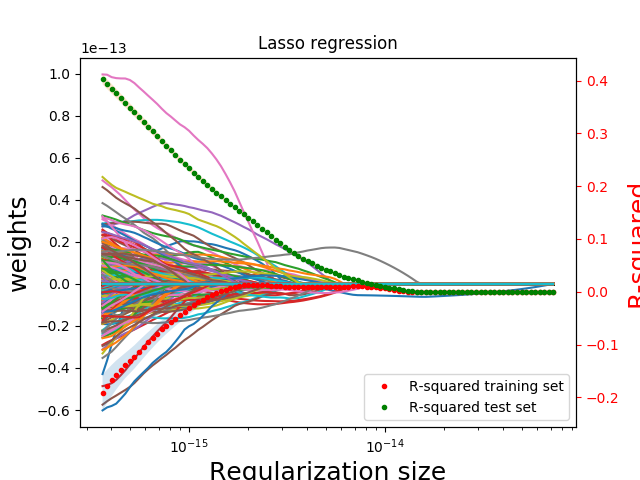 Lasso regression
1e−13
1.0
0.8
0.6
0.4
0.2
0.0
−0.2
−0.4
−0.6
weights
0.4
0.3
0.2
0.1
0.0
−0.1
−0.2
R-squared
R-squared training set
R-squared test set
10−15
10−14
Regularization size